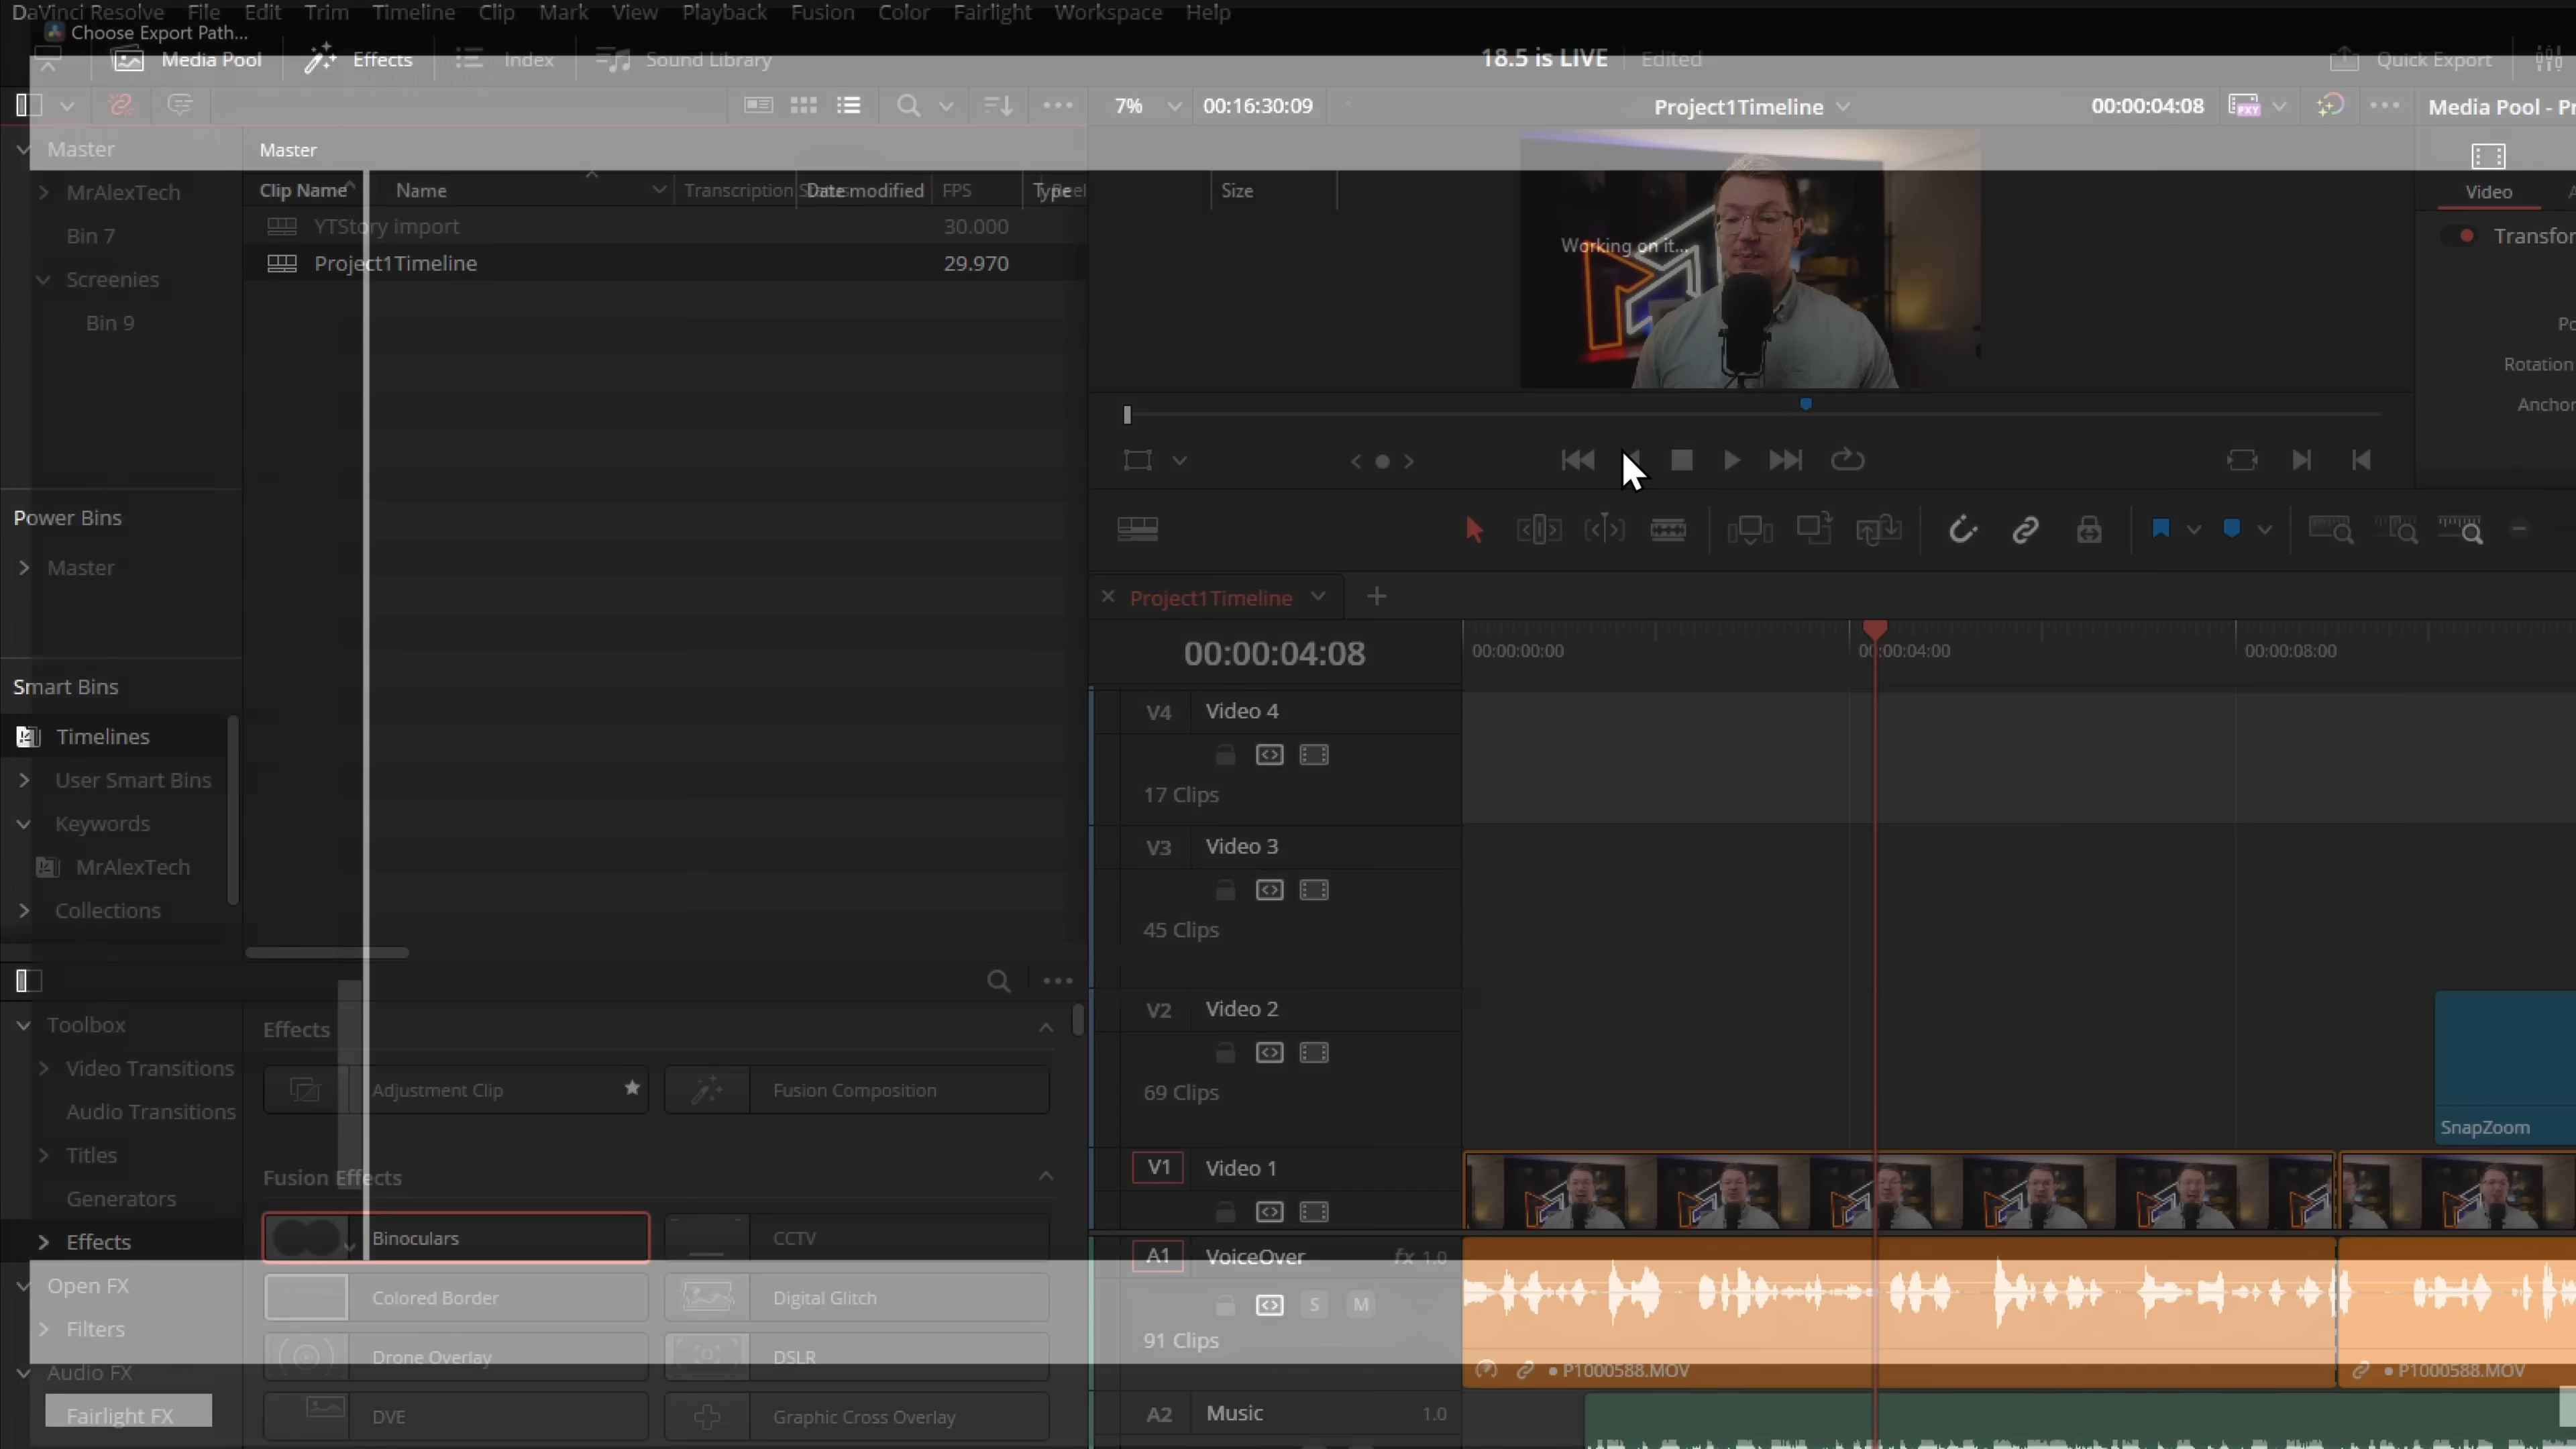 DaVinci Resolve File Edit Trim Timeline Clip Mark View Playback Fusion Color Fairlight Workspace Help
Choose Export Path...
Media Pool Effects Index Sound Library 18.5 is LIVE Edited Quick Export
7% 00:16:30:09 Project1Timeline 00:00:04:08 PXY Media Pool - Pr
Master Master
Clip Name Name Transcription Date modified FPS Type Size Video
MrAlexTech
YTStory import 30.000
Bin 7 Transfor
Working on it...
Project1Timeline 29.970
Screenies
Bin 9 Po
Rotation
Anchor
Power Bins
Master
Project1Timeline
00:00:04:08 00:00:00:00 00:00:04:00 00:00:08:00
Smart Bins
V4 Video 4
Timelines
User Smart Bins
17 Clips
Keywords
V3 Video 3
MrAlexTech
Collections
45 Clips
V2 Video 2
Toolbox
Effects
Video Transitions
Adjustment Clip Fusion Composition
69 Clips
Audio Transitions
SnapZoom
Titles
V1 Video 1
Fusion Effects
Generators
Effects
Binoculars CCTV
A1 VoiceOver fx 1.0
Open FX
Colored Border Digital Glitch
S M
Filters
91 Clips
Drone Overlay DSLR
Audio FX
P1000588.MOV P1000588.MOV
Fairlight FX
DVE Graphic Cross Overlay
A2 Music 1.0